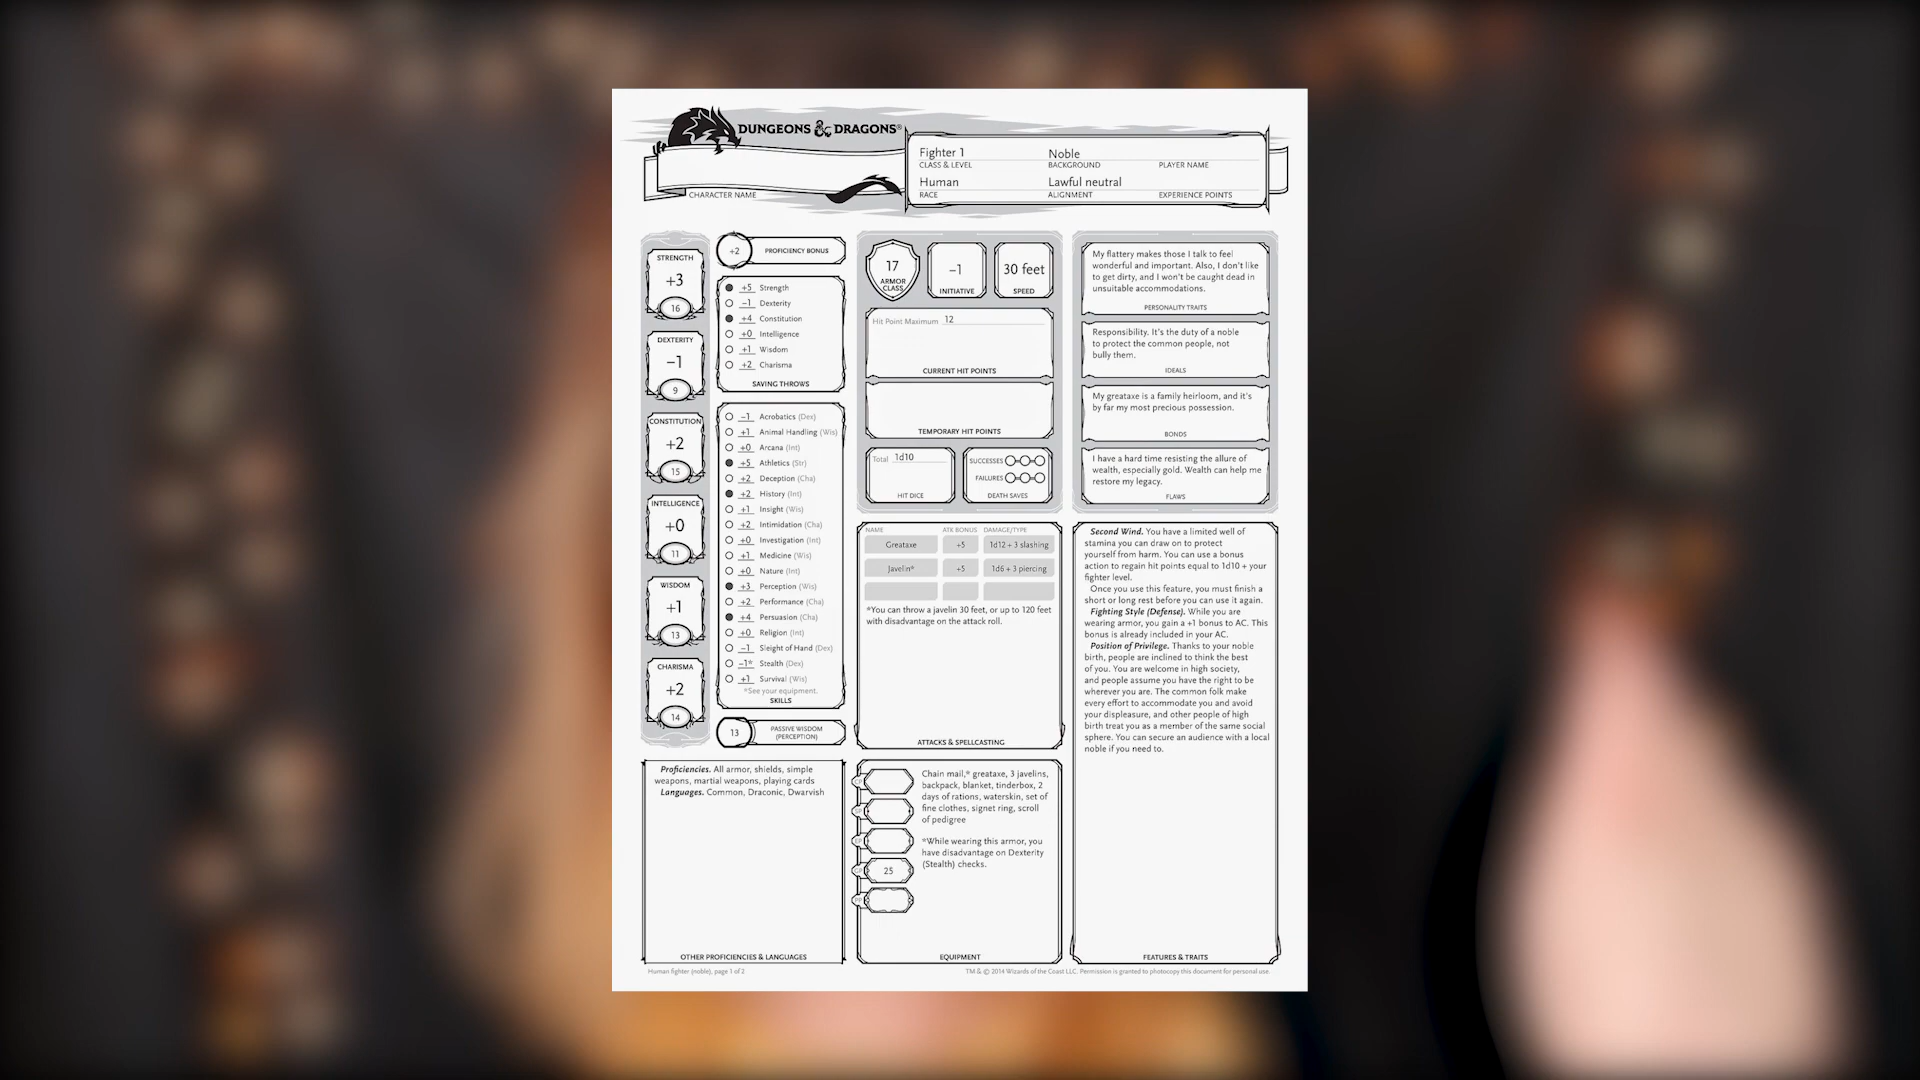 DUNGEONS & DRAGONS®
CHARACTER NAME
Fighter 1
CLASS & LEVEL
Noble
BACKGROUND
PLAYER NAME
Human
RACE
Lawful neutral
ALIGNMENT
EXPERIENCE POINTS
STRENGTH
+3
16
DEXTERITY
−1
9
CONSTITUTION
+2
15
INTELLIGENCE
+0
11
WISDOM
+1
13
CHARISMA
+2
14
+2 PROFICIENCY BONUS
+5 Strength
−1 Dexterity
+4 Constitution
+0 Intelligence
+1 Wisdom
+2 Charisma
SAVING THROWS
−1 Acrobatics (Dex)
+1 Animal Handling (Wis)
+0 Arcana (Int)
+5 Athletics (Str)
+2 Deception (Cha)
+2 History (Int)
+1 Insight (Wis)
+2 Intimidation (Cha)
+0 Investigation (Int)
+1 Medicine (Wis)
+0 Nature (Int)
+3 Perception (Wis)
+2 Performance (Cha)
+4 Persuasion (Cha)
+0 Religion (Int)
−1 Sleight of Hand (Dex)
−1* Stealth (Dex)
+1 Survival (Wis)
*See your equipment.
SKILLS
13 PASSIVE WISDOM
(PERCEPTION)
Proficiencies. All armor, shields, simple
weapons, martial weapons, playing cards
Languages. Common, Draconic, Dwarvish
OTHER PROFICIENCIES & LANGUAGES
17
ARMOR
CLASS
−1
INITIATIVE
30 feet
SPEED
Hit Point Maximum 12
CURRENT HIT POINTS
TEMPORARY HIT POINTS
Total 1d10
HIT DICE
SUCCESSES
FAILURES
DEATH SAVES
NAME ATK BONUS DAMAGE/TYPE
Greataxe +5 1d12 + 3 slashing
Javelin* +5 1d6 + 3 piercing
*You can throw a javelin 30 feet, or up to 120 feet
with disadvantage on the attack roll.
ATTACKS & SPELLCASTING
CP
SP
EP
GP
25
PP
Chain mail,* greataxe, 3 javelins,
backpack, blanket, tinderbox, 2
days of rations, waterskin, set of
fine clothes, signet ring, scroll
of pedigree
*While wearing this armor, you
have disadvantage on Dexterity
(Stealth) checks.
EQUIPMENT
My flattery makes those I talk to feel
wonderful and important. Also, I don't like
to get dirty, and I won't be caught dead in
unsuitable accommodations.
PERSONALITY TRAITS
Responsibility. It's the duty of a noble
to protect the common people, not
bully them.
IDEALS
My greataxe is a family heirloom, and it's
by far my most precious possession.
BONDS
I have a hard time resisting the allure of
wealth, especially gold. Wealth can help me
restore my legacy.
FLAWS
Second Wind. You have a limited well of
stamina you can draw on to protect
yourself from harm. You can use a bonus
action to regain hit points equal to 1d10 + your
fighter level.
Once you use this feature, you must finish a
short or long rest before you can use it again.
Fighting Style (Defense). While you are
wearing armor, you gain a +1 bonus to AC. This
bonus is already included in your AC.
Position of Privilege. Thanks to your noble
birth, people are inclined to think the best
of you. You are welcome in high society,
and people assume you have the right to be
wherever you are. The common folk make
every effort to accommodate you and avoid
your displeasure, and other people of high
birth treat you as a member of the same social
sphere. You can secure an audience with a local
noble if you need to.
FEATURES & TRAITS
Human fighter (noble), page 1 of 2
TM & © 2014 Wizards of the Coast LLC. Permission is granted to photocopy this document for personal use.